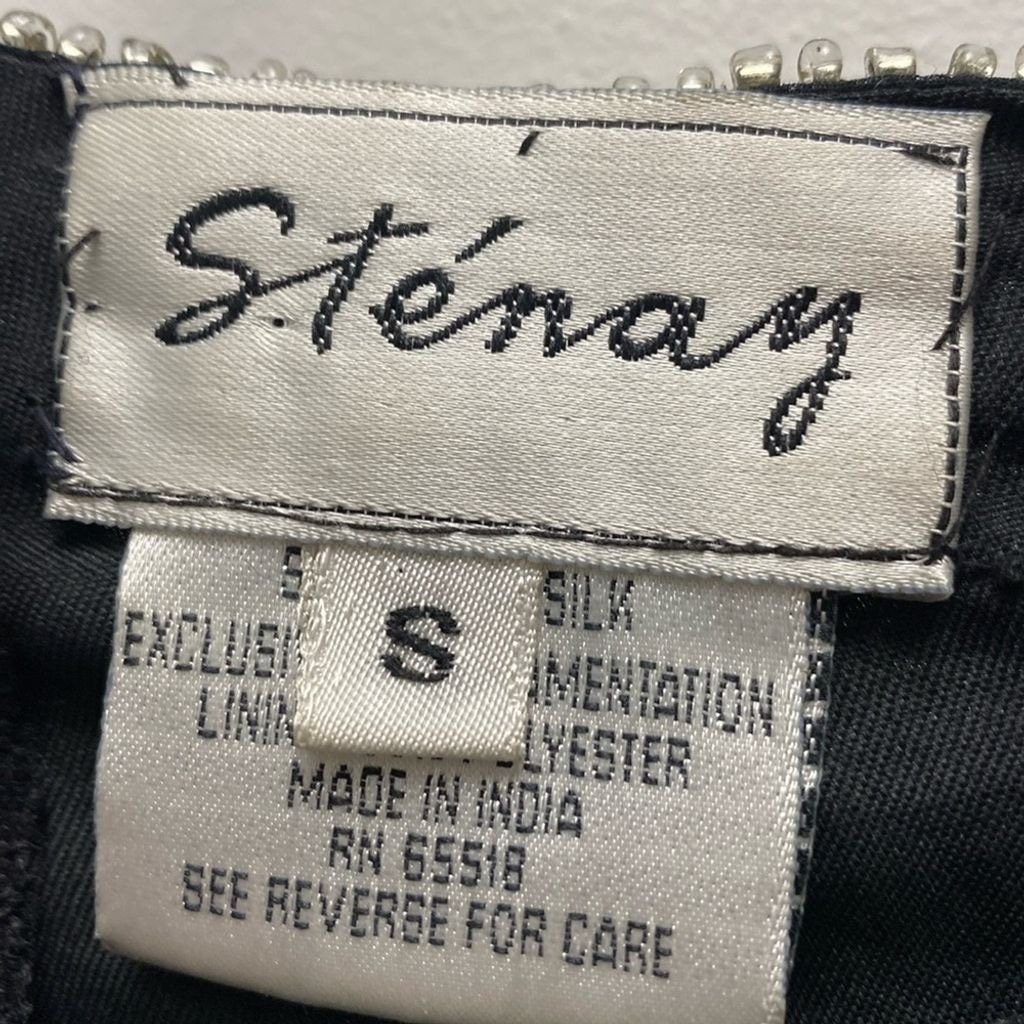 Sténay
S
S SILK
EXCLUSI AMENTATION
LININ LYESTER
MADE IN INDIA
RN 65518
SEE REVERSE FOR CARE